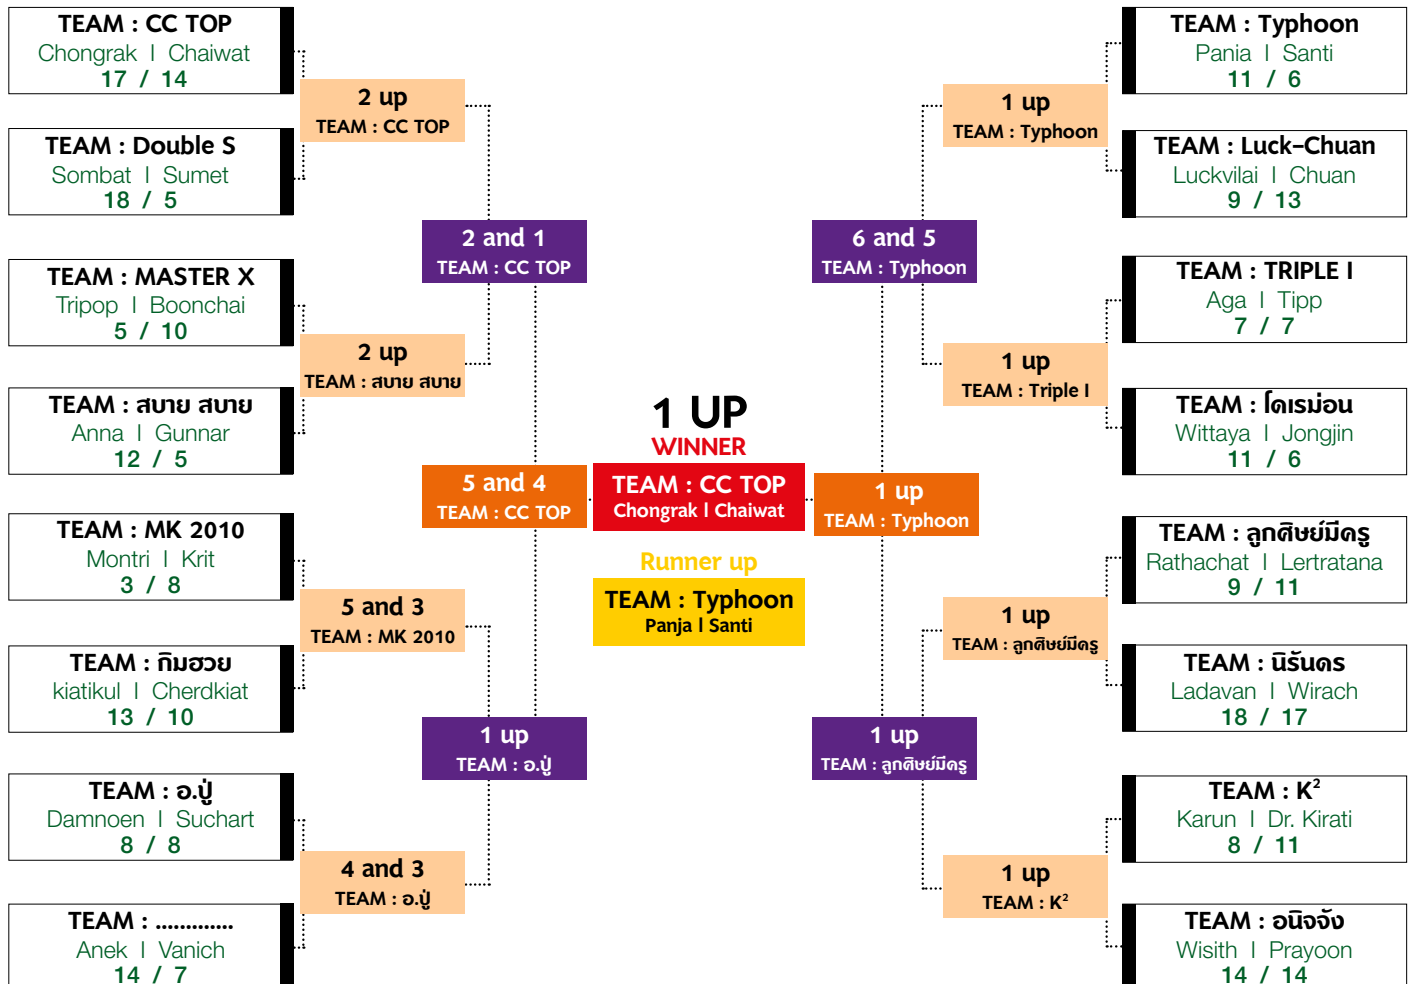 TEAM : CC TOP
Chongrak I Chaiwat
17 / 14
TEAM : Double S
Sombat I Sumet
18 / 5
TEAM : MASTER X
Tripop I Boonchai
5 / 10
TEAM : สบาย สบาย
Anna I Gunnar
12 / 5
TEAM : MK 2010
Montri I Krit
3 / 8
TEAM : กิมฮวย
kiatikul I Cherdkiat
13 / 10
TEAM : อ.ปู่
Damnoen I Suchart
8 / 8
TEAM : .............
Anek I Vanich
14 / 7
2 up
TEAM : CC TOP
2 up
TEAM : สบาย สบาย
5 and 3
TEAM : MK 2010
4 and 3
TEAM : อ.ปู่
2 and 1
TEAM : CC TOP
5 and 4
TEAM : CC TOP
1 up
TEAM : อ.ปู่
1 UP
WINNER
TEAM : CC TOP
Chongrak I Chaiwat
Runner up
TEAM : Typhoon
Panja I Santi
6 and 5
TEAM : Typhoon
1 up
TEAM : Typhoon
1 up
TEAM : ลูกศิษย์มีครู
1 up
TEAM : Typhoon
1 up
TEAM : Triple I
1 up
TEAM : ลูกศิษย์มีครู
1 up
TEAM : K²
TEAM : Typhoon
Pania I Santi
11 / 6
TEAM : Luck–Chuan
Luckvilai I Chuan
9 / 13
TEAM : TRIPLE I
Aga I Tipp
7 / 7
TEAM : โดเรม่อน
Wittaya I Jongjin
11 / 6
TEAM : ลูกศิษย์มีครู
Rathachat I Lertratana
9 / 11
TEAM : นิรันดร
Ladavan I Wirach
18 / 17
TEAM : K²
Karun I Dr. Kirati
8 / 11
TEAM : อนิจจัง
Wisith I Prayoon
14 / 14